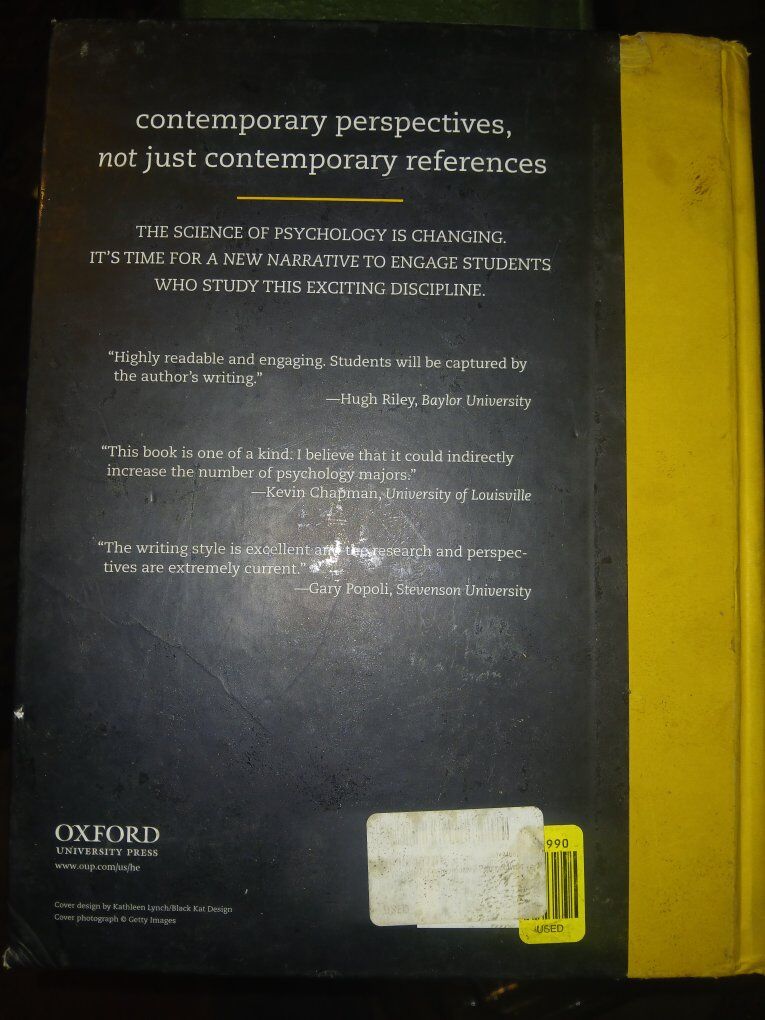 contemporary perspectives,
not just contemporary references
THE SCIENCE OF PSYCHOLOGY IS CHANGING.
IT'S TIME FOR A NEW NARRATIVE TO ENGAGE STUDENTS
WHO STUDY THIS EXCITING DISCIPLINE.
“Highly readable and engaging. Students will be captured by
the author's writing.”
—Hugh Riley, Baylor University
“This book is one of a kind. I believe that it could indirectly
increase the number of psychology majors.”
—Kevin Chapman, University of Louisville
“The writing style is excellent and the research and perspec-
tives are extremely current.”
—Gary Popoli, Stevenson University
OXFORD
UNIVERSITY PRESS
www.oup.com/us/he
Cover design by Kathleen Lynch/Black Kat Design
Cover photograph © Getty Images
990
USED